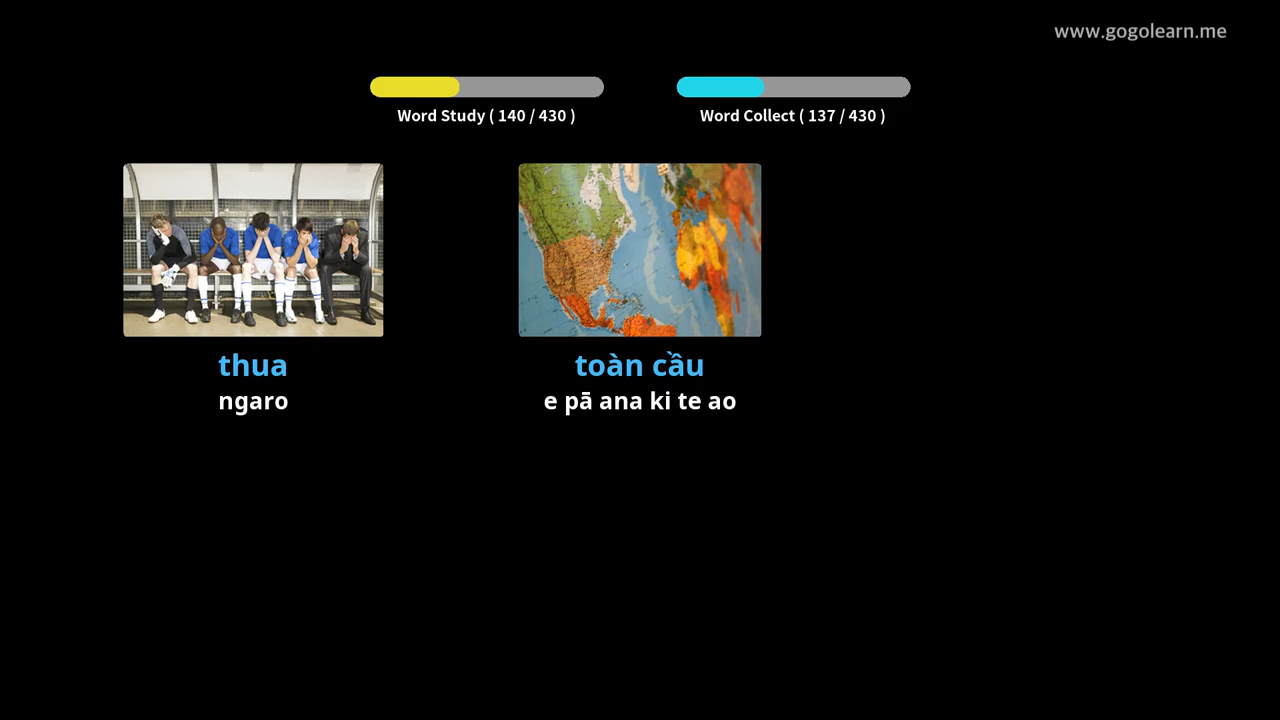 www.gogolearn.me
Word Study ( 140 / 430 )
Word Collect ( 137 / 430 )
thua
ngaro
toàn cầu
e pā ana ki te ao